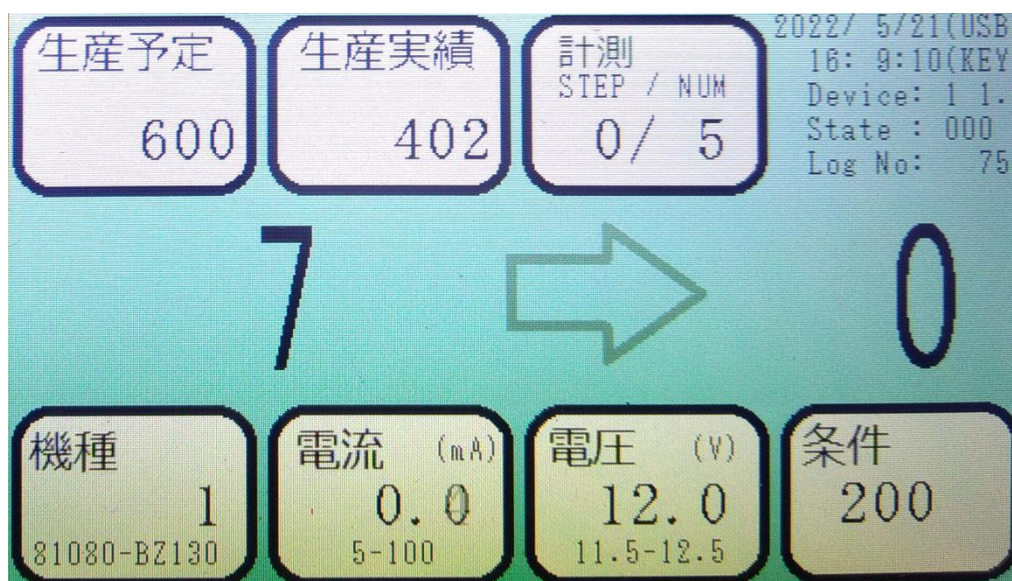 生産予定
600
生産実績
402
計測
STEP / NUM
0/ 5
2022/ 5/21(USB
16: 9:10(KEY
Device: 1 1.
State : 000
Log No: 75
7
0
機種
1
81080-BZ130
電流 (mA)
0.0
5-100
電圧 (V)
12.0
11.5-12.5
条件
200